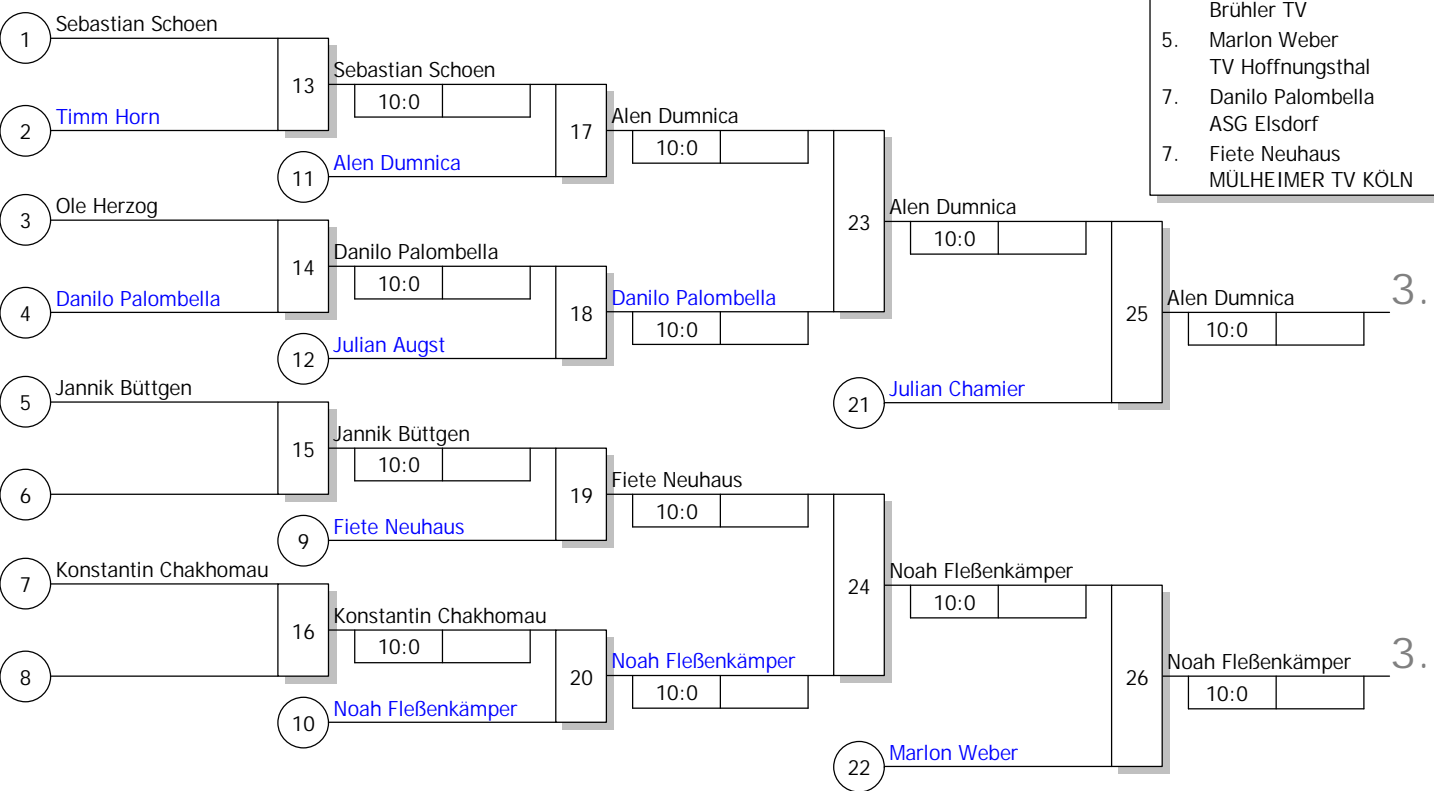 Brühler TV
5. Marlon Weber
TV Hoffnungsthal
7. Danilo Palombella
ASG Elsdorf
7. Fiete Neuhaus
MÜLHEIMER TV KÖLN
1 Sebastian Schoen
2 Timm Horn
13 Sebastian Schoen
10:0
11 Alen Dumnica
17 Alen Dumnica
10:0
3 Ole Herzog
4 Danilo Palombella
14 Danilo Palombella
10:0
12 Julian Augst
18 Danilo Palombella
10:0
23 Alen Dumnica
10:0
21 Julian Chamier
25 Alen Dumnica 3.
10:0
5 Jannik Büttgen
6
15 Jannik Büttgen
10:0
9 Fiete Neuhaus
19 Fiete Neuhaus
10:0
7 Konstantin Chakhomau
8
16 Konstantin Chakhomau
10:0
10 Noah Fleßenkämper
20 Noah Fleßenkämper
10:0
24 Noah Fleßenkämper
10:0
22 Marlon Weber
26 Noah Fleßenkämper 3.
10:0